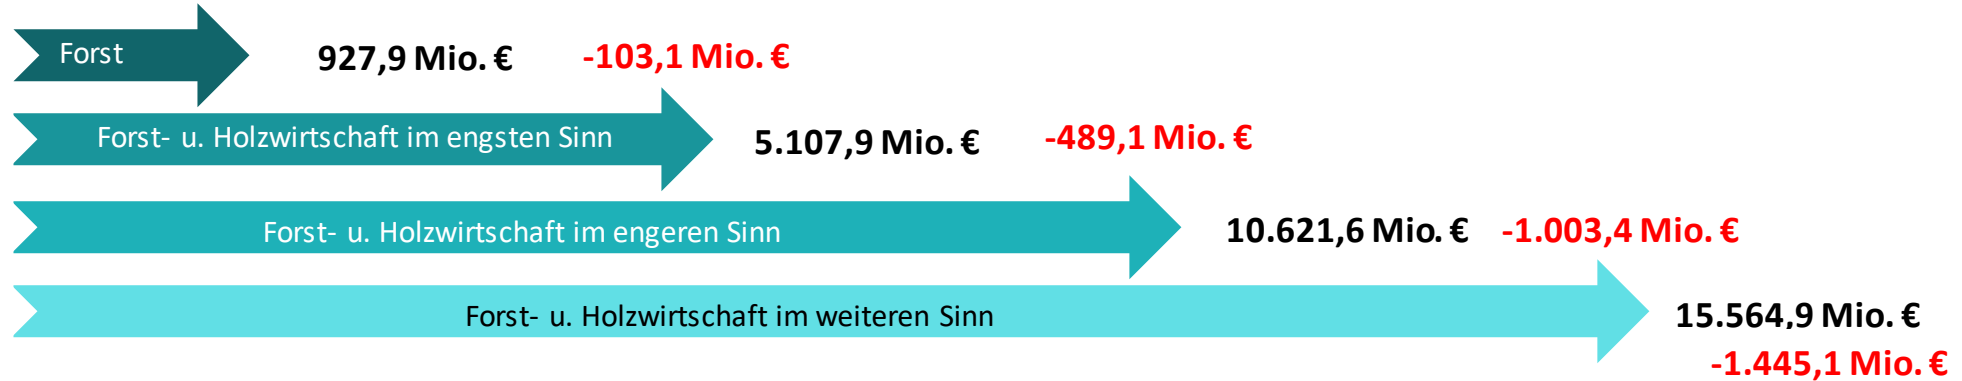 Forst 927,9 Mio. € -103,1 Mio. €
Forst- u. Holzwirtschaft im engsten Sinn 5.107,9 Mio. € -489,1 Mio. €
Forst- u. Holzwirtschaft im engeren Sinn 10.621,6 Mio. € -1.003,4 Mio. €
Forst- u. Holzwirtschaft im weiteren Sinn 15.564,9 Mio. €
-1.445,1 Mio. €